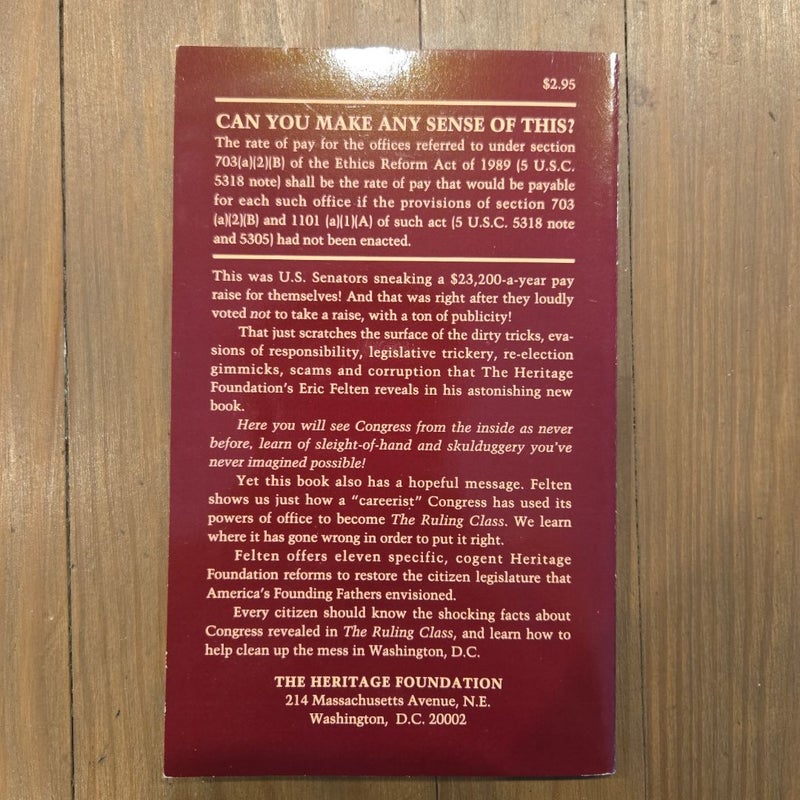 $2.95
CAN YOU MAKE ANY SENSE OF THIS?
The rate of pay for the offices referred to under section
703(a)(2)(B) of the Ethics Reform Act of 1989 (5 U.S.C.
5318 note) shall be the rate of pay that would be payable
for each such office if the provisions of section 703
(a)(2)(B) and 1101 (a)(1)(A) of such act (5 U.S.C. 5318 note
and 5305) had not been enacted.
This was U.S. Senators sneaking a $23,200-a-year pay
raise for themselves! And that was right after they loudly
voted not to take a raise, with a ton of publicity!
That just scratches the surface of the dirty tricks, eva-
sions of responsibility, legislative trickery, re-election
gimmicks, scams and corruption that The Heritage
Foundation's Eric Felten reveals in his astonishing new
book.
Here you will see Congress from the inside as never
before, learn of sleight-of-hand and skulduggery you've
never imagined possible!
Yet this book also has a hopeful message. Felten
shows us just how a "careerist" Congress has used its
powers of office to become The Ruling Class. We learn
where it has gone wrong in order to put it right.
Felten offers eleven specific, cogent Heritage
Foundation reforms to restore the citizen legislature that
America's Founding Fathers envisioned.
Every citizen should know the shocking facts about
Congress revealed in The Ruling Class, and learn how to
help clean up the mess in Washington, D.C.
THE HERITAGE FOUNDATION
214 Massachusetts Avenue, N.E.
Washington, D.C. 20002